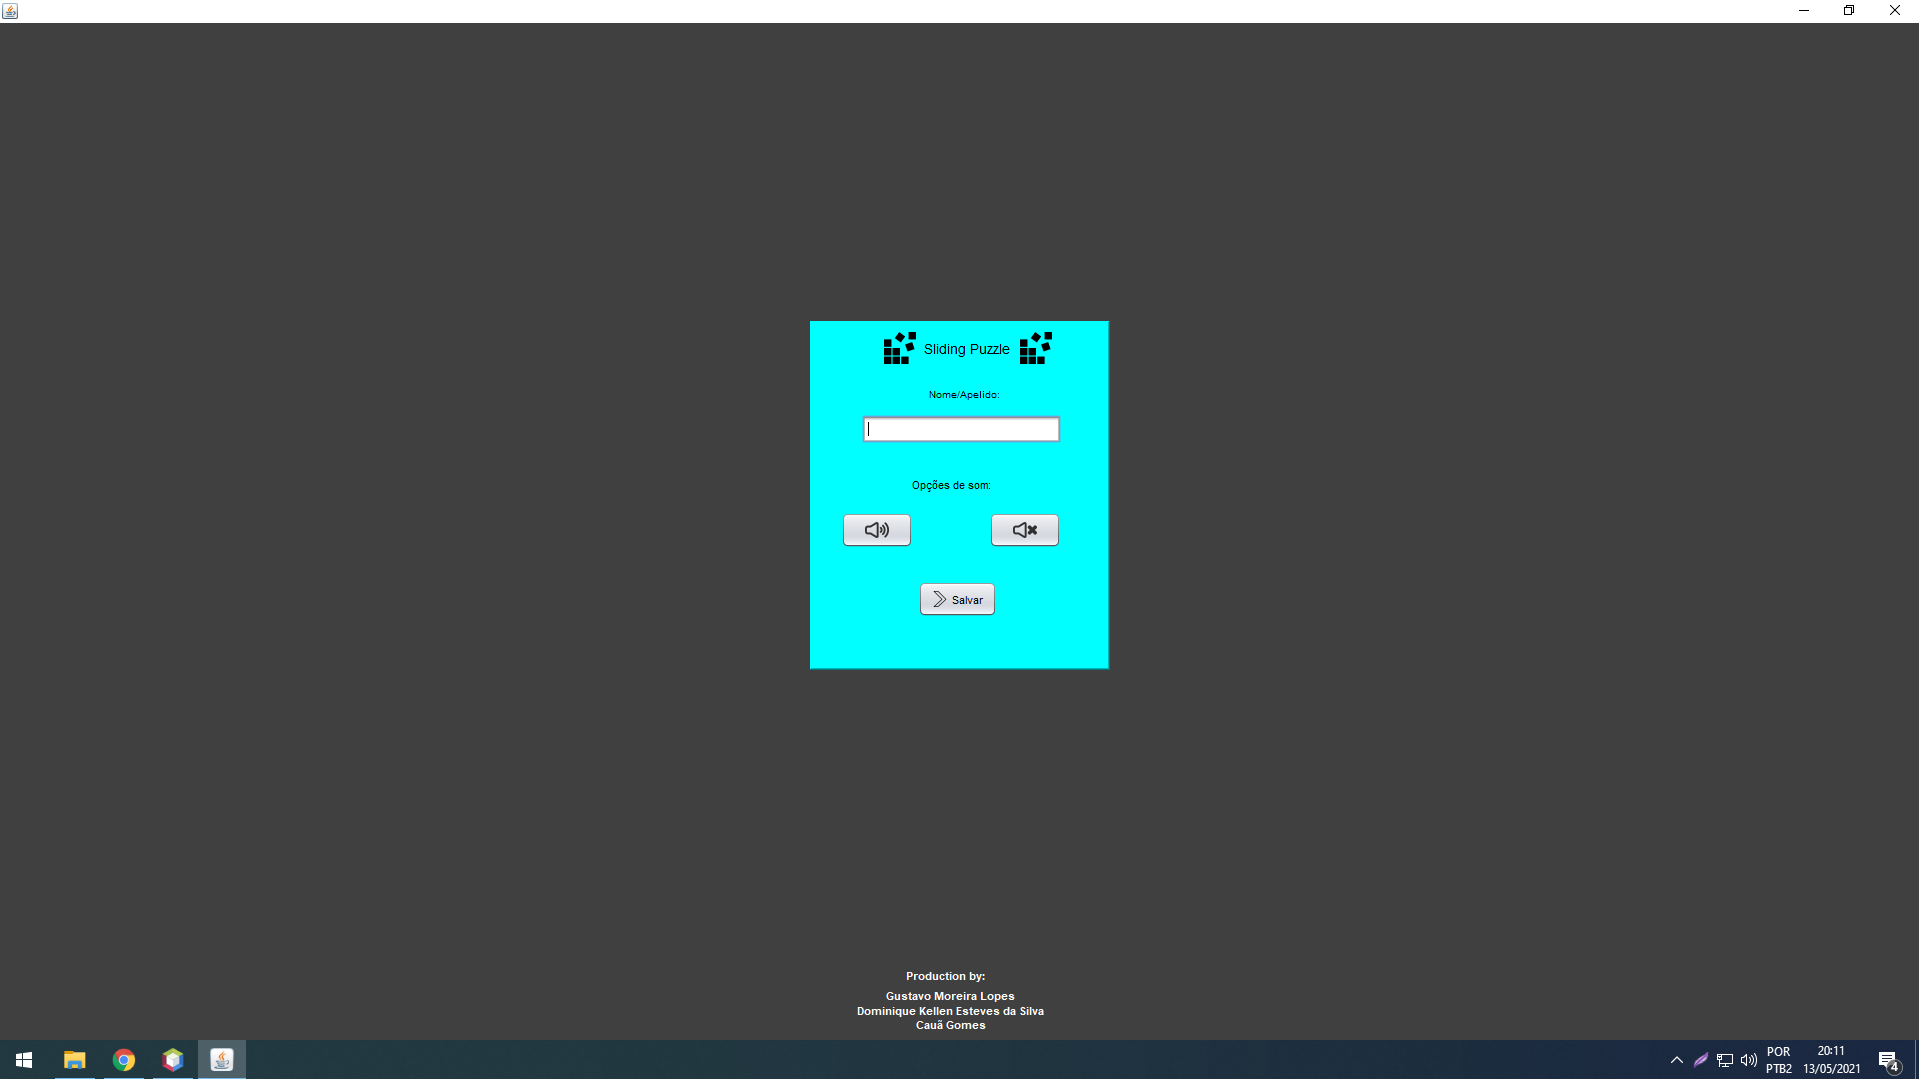 Sliding Puzzle
Nome/Apelido:
Opções de som:
Salvar
Production by:
Gustavo Moreira Lopes
Dominique Kellen Esteves da Silva
Cauã Gomes
POR
PTB2
20:11
13/05/2021
4